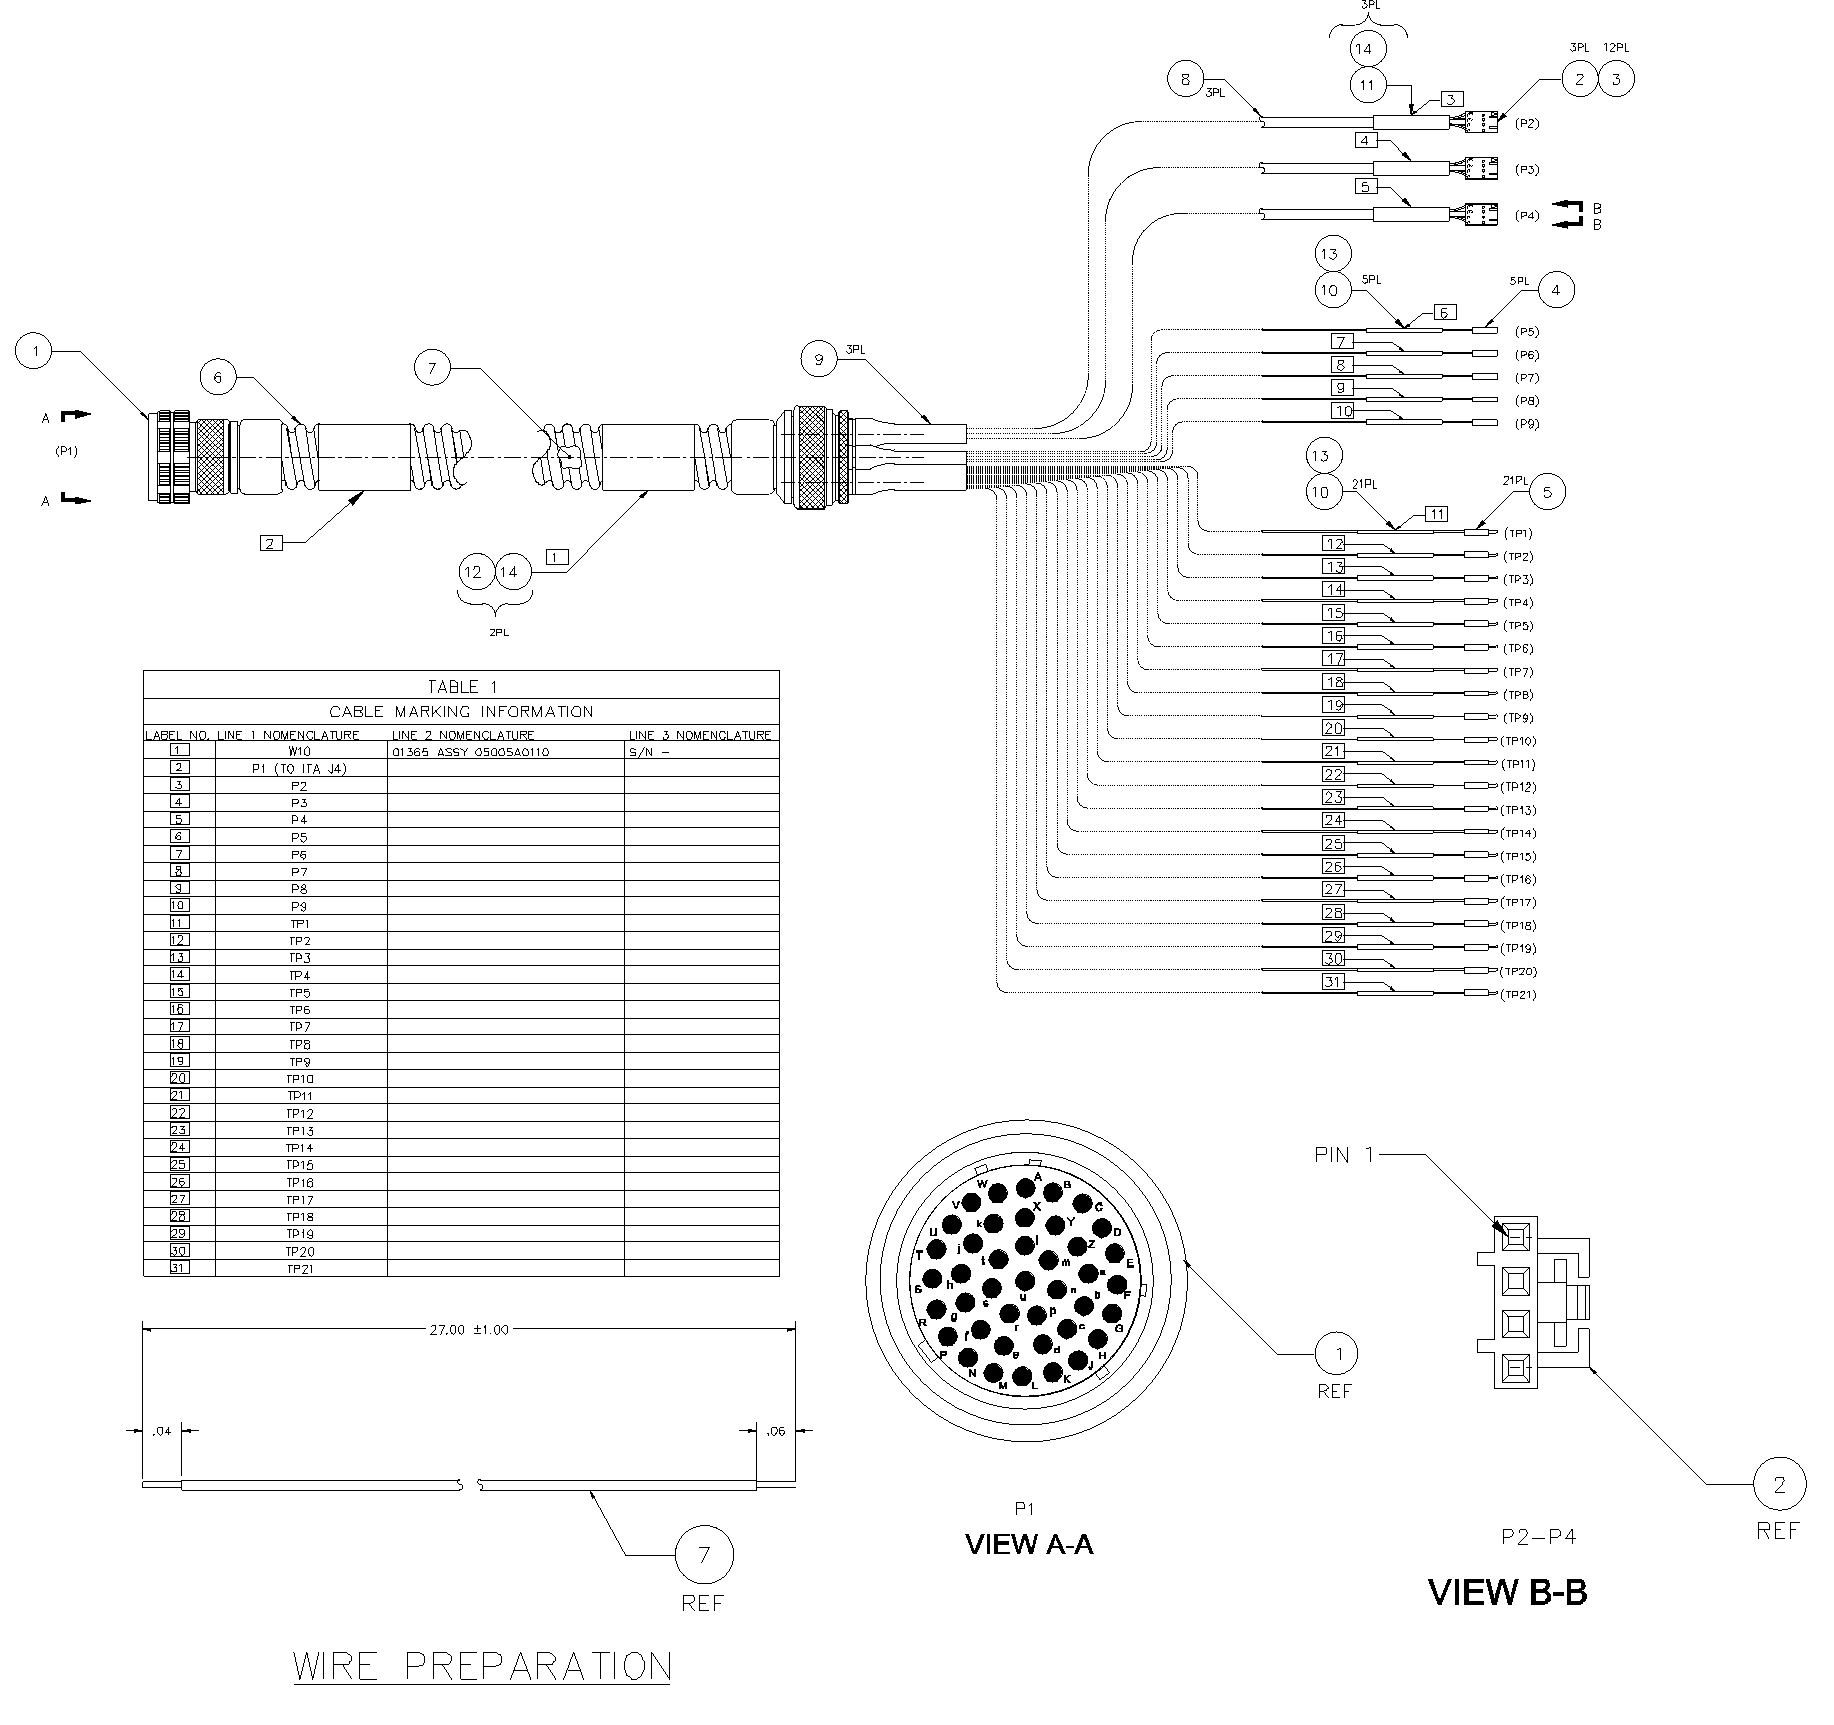 3PL
14
11
8
3PL
3
3PL 12PL
2 3
(P2)
4
(P3)
5
(P4)
B
B
13
10
5PL
6
5PL
4
(P5)
7
(P6)
8
(P7)
9
(P8)
10
(P9)
1
A
(P1)
A
6
7
9
3PL
2
12 14
1
2PL
13
10
21PL
11
21PL
5
(TP1)
12
(TP2)
13
(TP3)
14
(TP4)
15
(TP5)
16
(TP6)
17
(TP7)
18
(TP8)
19
(TP9)
20
(TP10)
21
(TP11)
22
(TP12)
23
(TP13)
24
(TP14)
25
(TP15)
26
(TP16)
27
(TP17)
28
(TP18)
29
(TP19)
30
(TP20)
31
(TP21)
TABLE 1
CABLE MARKING INFORMATION
LABEL NO. LINE 1 NOMENCLATURE LINE 2 NOMENCLATURE LINE 3 NOMENCLATURE
1 W10 01365 ASSY 05005A0110 S/N -
2 P1 (TO ITA J4)
3 P2
4 P3
5 P4
6 P5
7 P6
8 P7
9 P8
10 P9
11 TP1
12 TP2
13 TP3
14 TP4
15 TP5
16 TP6
17 TP7
18 TP8
19 TP9
20 TP10
21 TP11
22 TP12
23 TP13
24 TP14
25 TP15
26 TP16
27 TP17
28 TP18
29 TP19
30 TP20
31 TP21
27.00 ±1.00
.04
.06
7
REF
WIRE PREPARATION
W A B
V X C
U k Y D
T j l Z E
t m a
S h F
s u n b
R g G
f r p c
P e d H
N J
M L K
1
REF
P1
VIEW A-A
PIN 1
2
REF
P2-P4
VIEW B-B